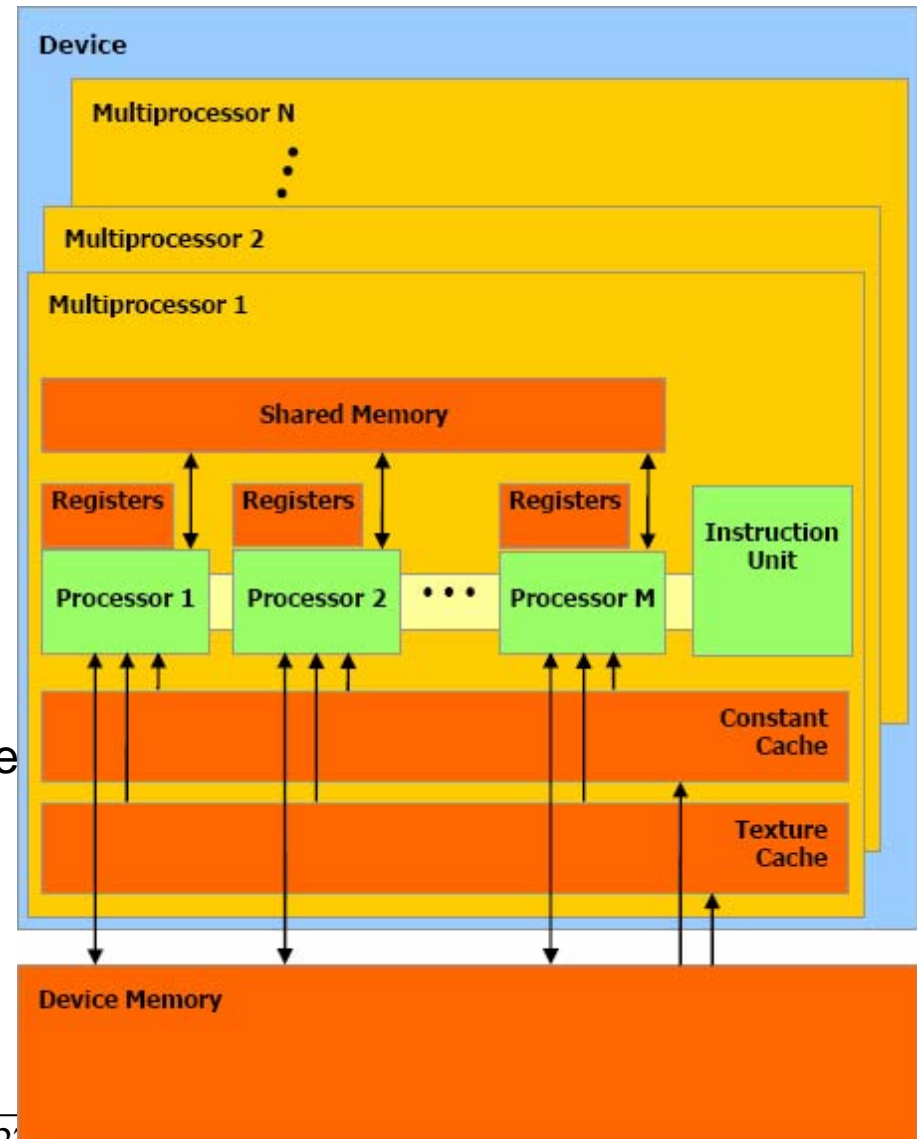 Device
Multiprocessor N
Multiprocessor 2
Multiprocessor 1
Shared Memory
Registers Registers Registers
Instruction
Unit
Processor 1 Processor 2 • • • Processor M
Constant
Cache
e
Texture
Cache
Device Memory